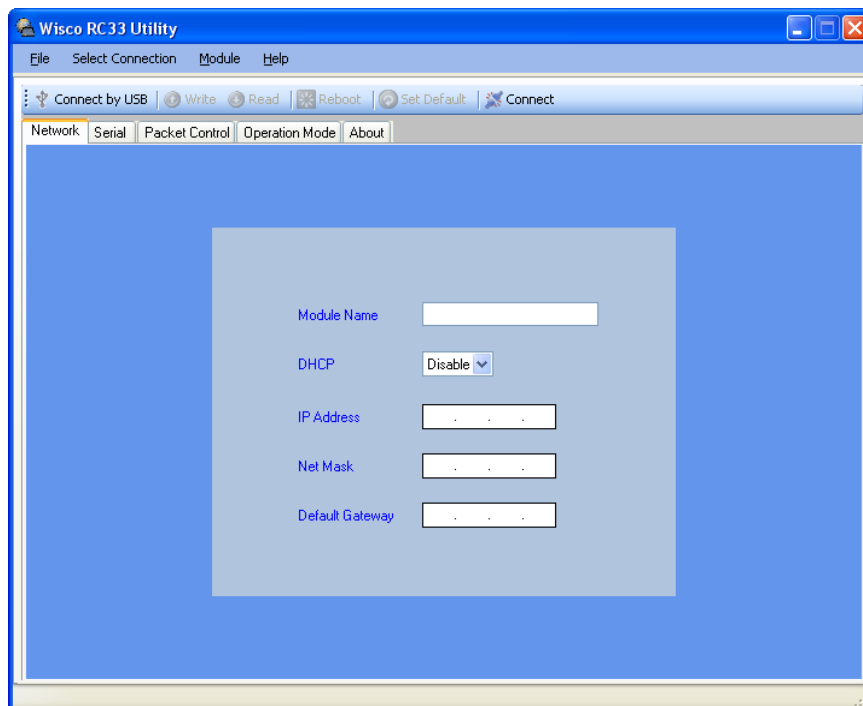 Wisco RC33 Utility
File Select Connection Module Help
Connect by USB Write Read Reboot Set Default Connect
Network Serial Packet Control Operation Mode About
Module Name
DHCP Disable
IP Address . . .
Net Mask . . .
Default Gateway . . .